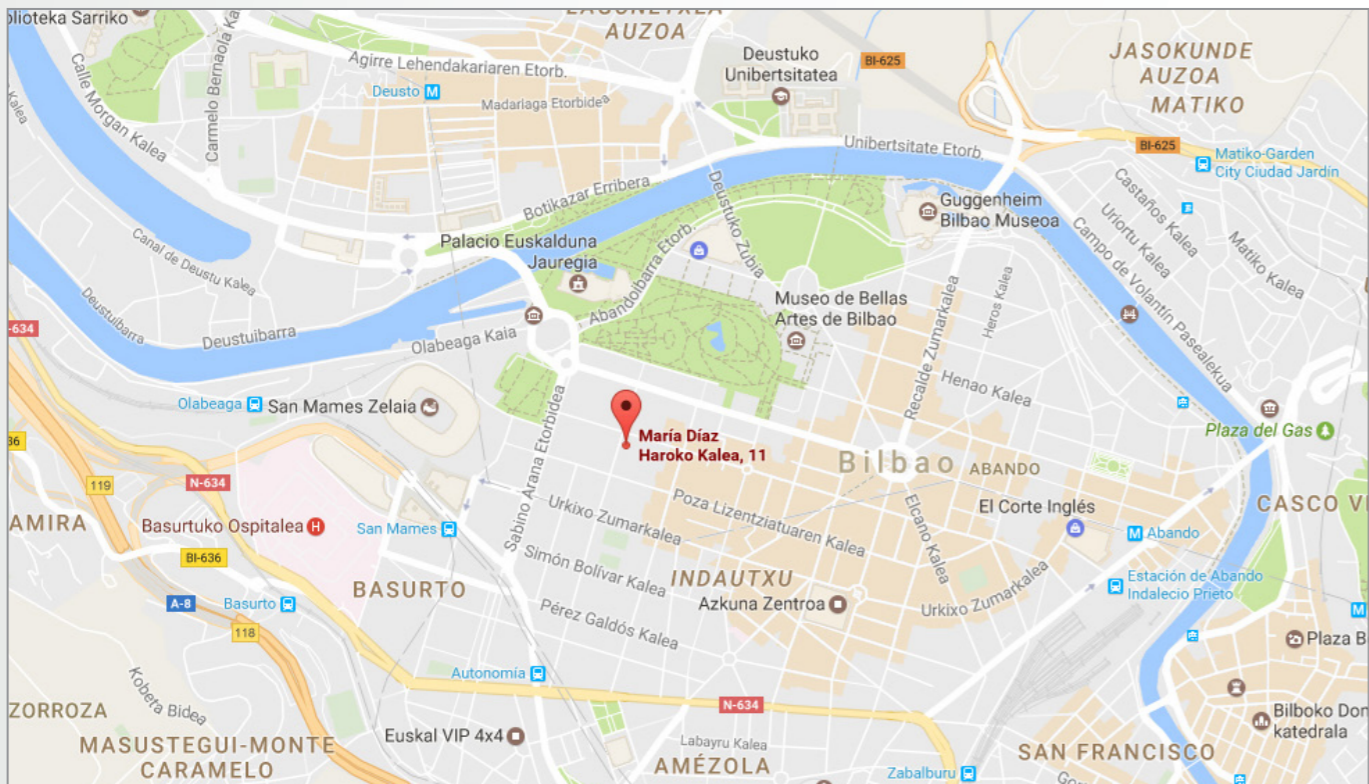 LAGUNETXEA
AUZOA
olioteka Sarriko
Calle Morgan Kalea
Carmelo Bernaola Ka
Kalea
Agirre Lehendakariaren Etorb.
Deusto M
Madariaga Etorbidea
Deustuko
Unibertsitatea
BI-625
JASOKUNDE
AUZOA
MATIKO
Unibertsitate Etorb.
BI-625
Matiko-Garden
City Ciudad Jardín
Castaños Kalea
Uriortu Kalea
Matiko Kalea
Campo de Volantín Pasealekua
Botikazar Erribera
Deustuko Zubia
Guggenheim
Bilbao Museoa
Palacio Euskalduna
Jauregia
Abandoibarra Etorb.
Canal de Deustu Kalea
Museo de Bellas
Artes de Bilbao
Recalde Zumarkalea
Heros Kalea
Deustuibarra
Deustuibarra
Olabeaga Kaia
-634
Henao Kalea
Olabeaga
San Mames Zelaia
Sabino Arana Etorbidea
María Díaz
Haroko Kalea, 11
Plaza del Gas
36
Bilbao
ABANDO
119
N-634
AMIRA
Basurtuko Ospitalea H
San Mames
Urkixo Zumarkalea
Poza Lizentziatuaren Kalea
Elcano Kalea
El Corte Inglés
CASCO V
M Abando
BI-636
Simón Bolívar Kalea
INDAUTXU
Estación de Abando
Indalecio Prieto
BASURTO
A-8
Basurto
Pérez Galdós Kalea
Azkuna Zentroa
Urkixo Zumarkalea
M
118
Plaza B
Autonomía
Kobeta Bidea
N-634
ZORROZA
Bilboko Don
katedrala
MASUSTEGUI-MONTE
CARAMELO
Euskal VIP 4x4
Labayru Kalea
AMÉZOLA
SAN FRANCISCO
Zabalburu